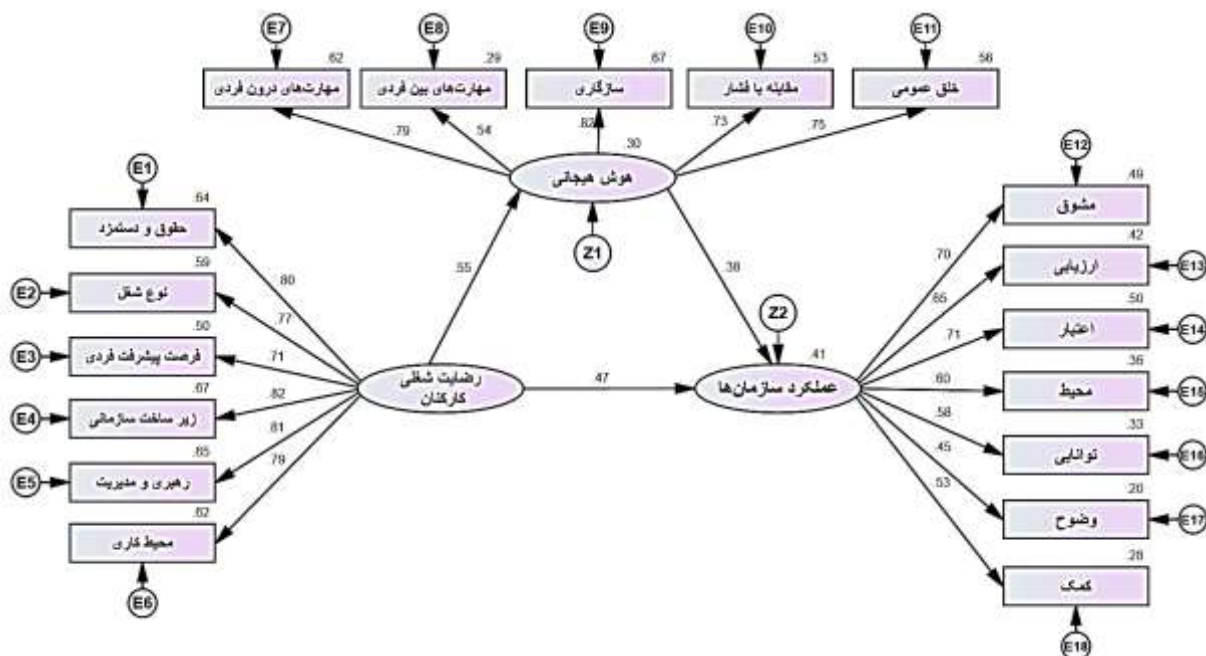 E7
E8
E9
E10
E11
.62
.29
.67
.53
.56
مهارت‌های درون فردی
مهارت‌های بین فردی
سازگاری
مقابله با فشار
خلق عمومی
.79
.54
.82
.73
.75
.30
هوش هیجانی
Z1
E1
.64
حقوق و دستمزد
.59
E2
نوع شغل
.50
E3
فرصت پیشرفت فردی
.67
E4
زیر ساخت سازمانی
.65
E5
رهبری و مدیریت
.62
محیط کاری
E6
.80
.77
.71
.82
.81
.79
رضایت شغلی
کارکنان
.55
.38
.47
Z2
.41
عملکرد سازمان‌ها
.70
.65
.71
.60
.58
.45
.53
E12
.49
مشوق
.42
ارزیابی
E13
.50
اعتبار
E14
.36
محیط
E15
.33
توانایی
E16
.20
وضوح
E17
.28
کمک
E18